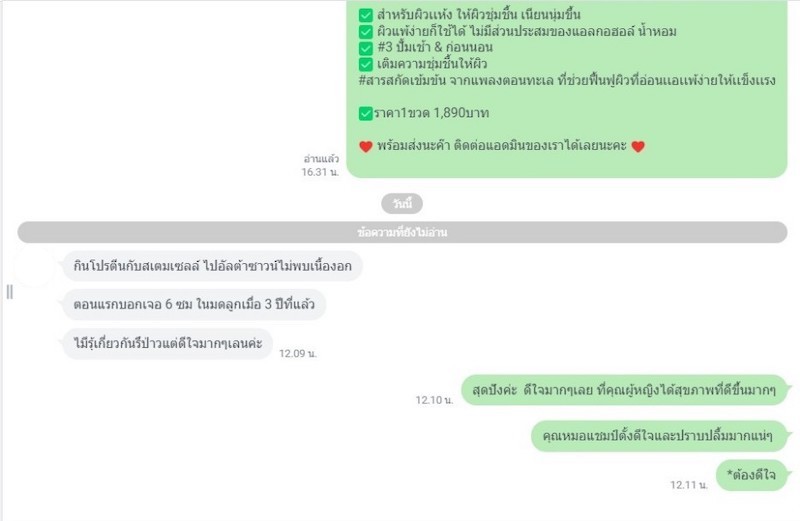 ✅ สำหรับผิวแห้ง ให้ผิวชุ่มชื้น เนียนนุ่มขึ้น
✅ ผิวแพ้ง่ายก็ใช้ได้ ไม่มีส่วนประสมของแอลกอฮอล์ น้ำหอม
✅ #3 ปั้มเช้า & ก่อนนอน
✅ เติมความชุ่มชื้นให้ผิว
#สารสกัดเข้มข้น จากแพลงตอนทะเล ที่ช่วยฟื้นฟูผิวที่อ่อนแอแพ้ง่ายให้แข็งแรง
✅ราคา1ขวด 1,890บาท
❤️ พร้อมส่งนะค๊า ติดต่อแอดมินของเราได้เลยนะคะ ❤️
อ่านแล้ว
16.31 น.
วันนี้
ข้อความที่ยังไม่อ่าน
กินโปรตีนกับสเตมเซลล์ ไปอัลต้าซาวน์ไม่พบเนื้องอก
ตอนแรกบอกเจอ 6 ซม ในมดลูกเมื่อ 3 ปีที่แล้ว
ไม่ีรุ้เกี่ยวกันรึป่าวแต่ดีใจมากๆเลนค่ะ
12.09 น.
สุดปังค่ะ ดีใจมากๆเลย ที่คุณผู้หญิงได้สุขภาพที่ดีขึ้นมากๆ
12.10 น.
คุณหมอแชมป์ตั้งดีใจและปราบปลื้มมากแน่ๆ
*ต้องดีใจ
12.11 น.